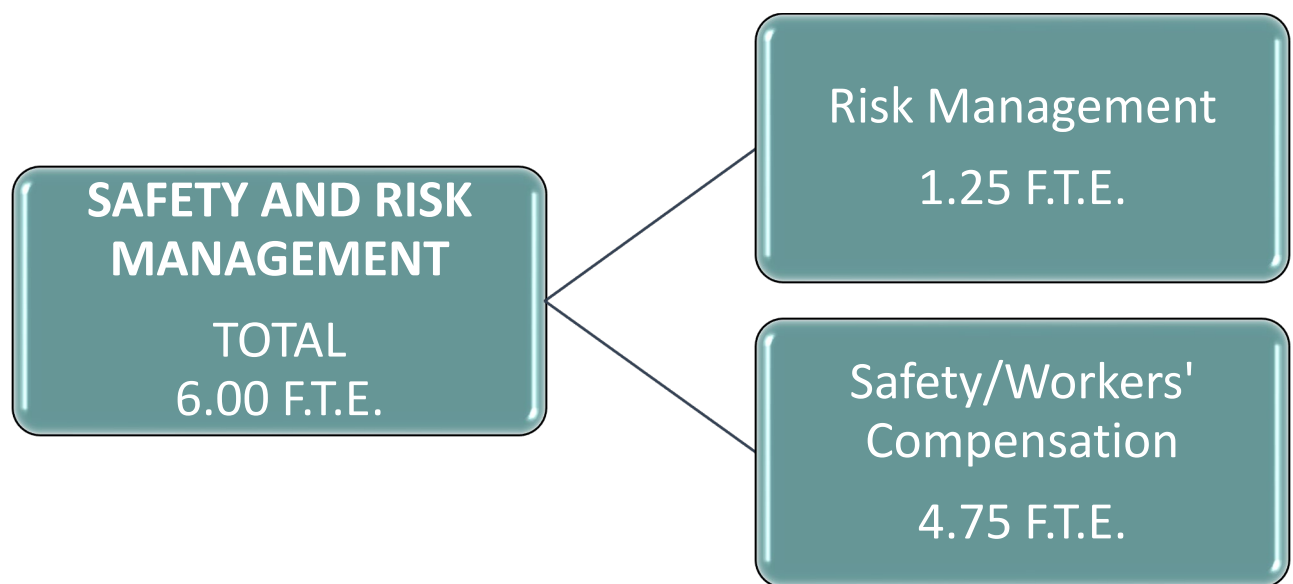 SAFETY AND RISK
MANAGEMENT
TOTAL
6.00 F.T.E.
Risk Management
1.25 F.T.E.
Safety/Workers'
Compensation
4.75 F.T.E.